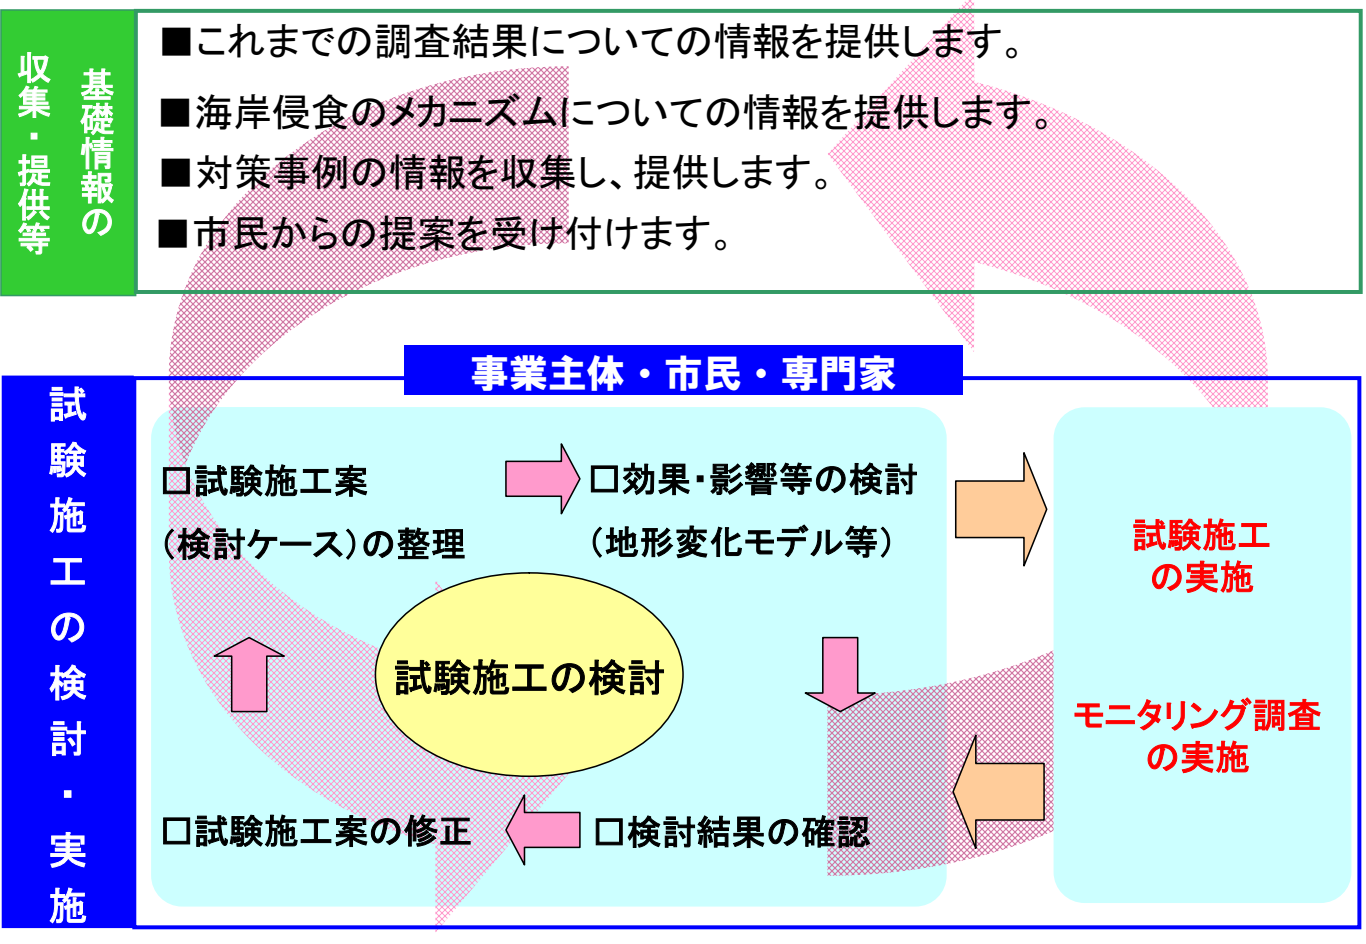 基礎情報の
収集・提供等
■これまでの調査結果についての情報を提供します。
■海岸侵食のメカニズムについての情報を提供します。
■対策事例の情報を収集し、提供します。
■市民からの提案を受け付けます。
事業主体・市民・専門家
試験施工の検討・実施
□試験施工案
（検討ケース）の整理
□効果・影響等の検討
（地形変化モデル等）
試験施工の検討
□試験施工案の修正
□検討結果の確認
試験施工
の実施
モニタリング調査
の実施